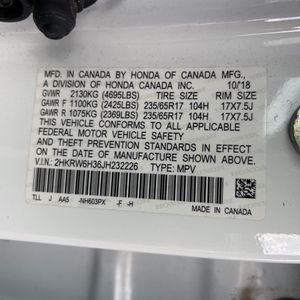 MFD. IN CANADA BY HONDA OF CANADA MFG.,
A DIVISION OF HONDA CANADA INC. 10/18
GVWR 2130KG (4695LBS) TIRE SIZE RIM SIZE
GAWR F 1100KG (2425LBS) 235/65R17 104H 17X7.5J
GAWR R 1075KG (2369LBS) 235/65R17 104H 17X7.5J
THIS VEHICLE CONFORMS TO ALL APPLICABLE
FEDERAL MOTOR VEHICLE SAFETY AND
THEFT PREVENTION STANDARDS IN EFFECT ON THE
DATE OF MANUFACTURE SHOWN ABOVE.
V.I.N: 2HKRW6H36JH232226 TYPE: MPV
TLL J AA5 -NH603PX -F -H
MADE IN CANADA